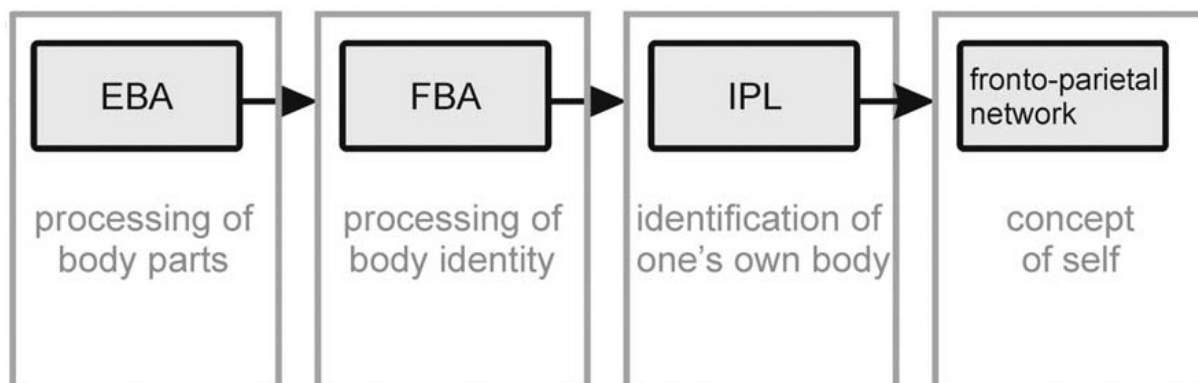 EBA
processing of
body parts
FBA
processing of
body identity
IPL
identification of
one's own body
fronto-parietal
network
concept
of self